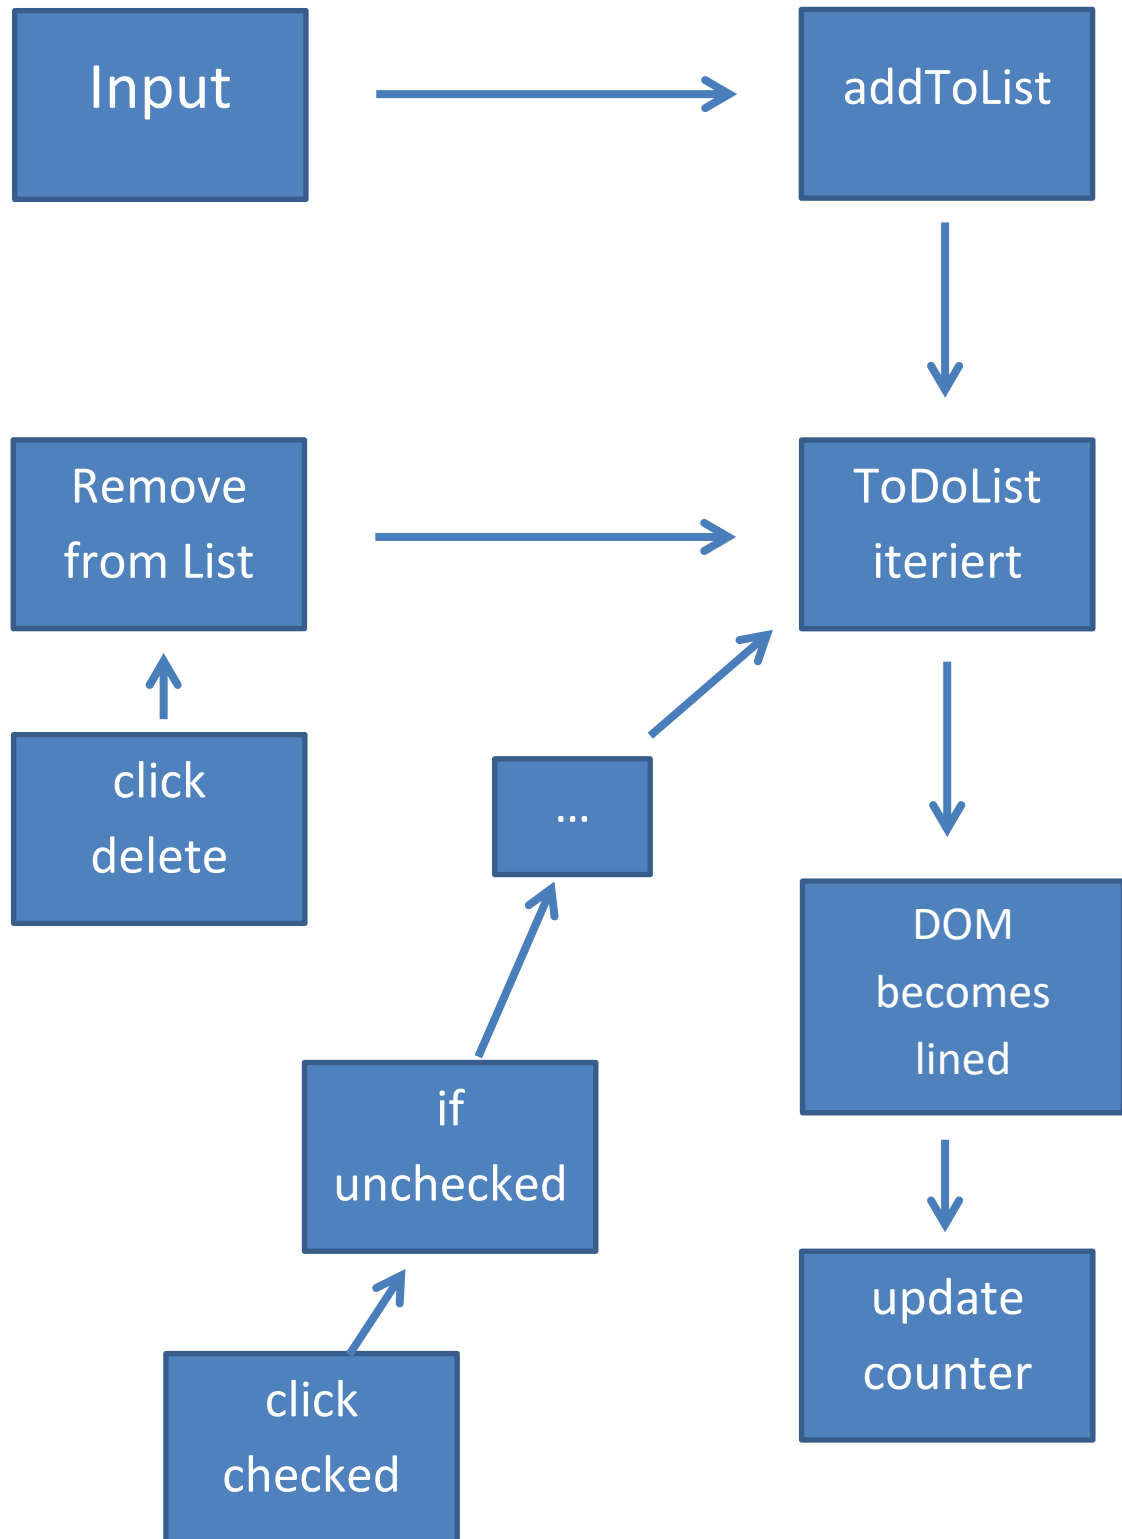 Input
addToList
Remove
from List
ToDoList
iteriert
click
delete
...
DOM
becomes
lined
if
unchecked
update
counter
click
checked